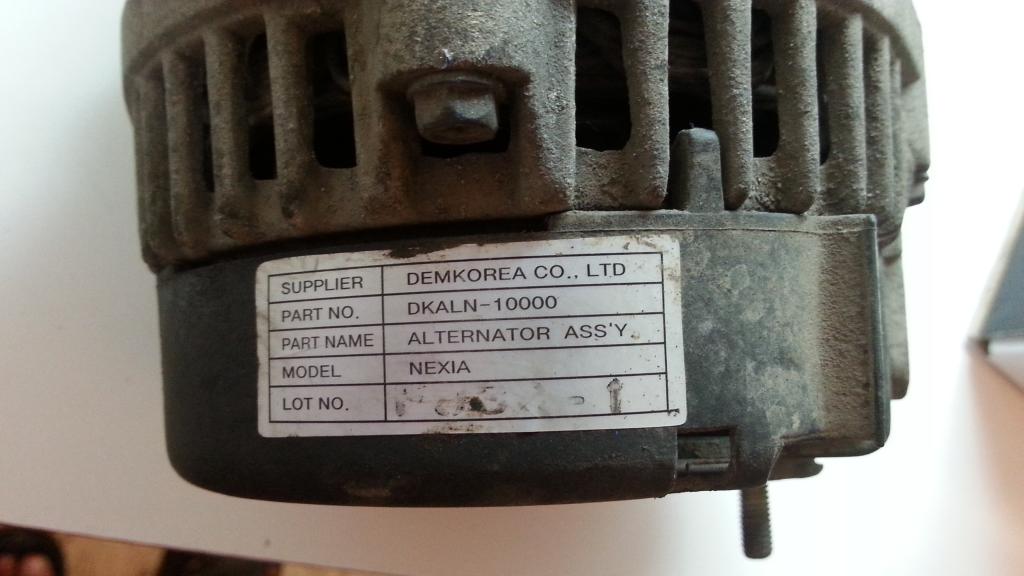 SUPPLIER DEMKOREA CO., LTD
PART NO. DKALN-10000
PART NAME ALTERNATOR ASS'Y.
MODEL NEXIA
LOT NO.